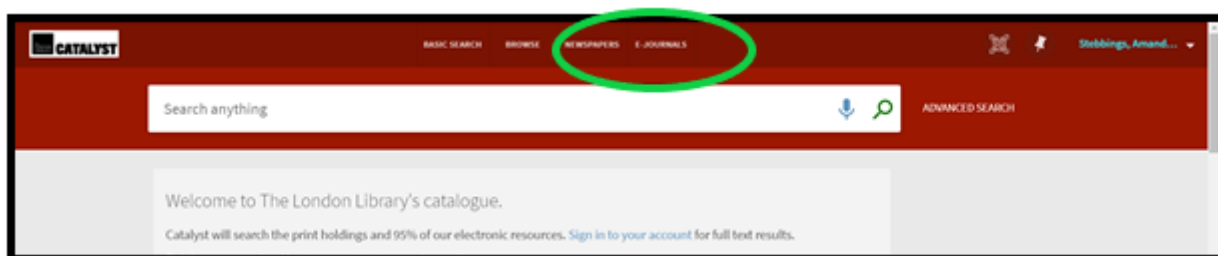 CATALYST
BASIC SEARCH BROWSE NEWSPAPERS E-JOURNALS
Stebbings, Amand...
Search anything
ADVANCED SEARCH
Welcome to The London Library's catalogue.
Catalyst will search the print holdings and 95% of our electronic resources. Sign in to your account for full text results.